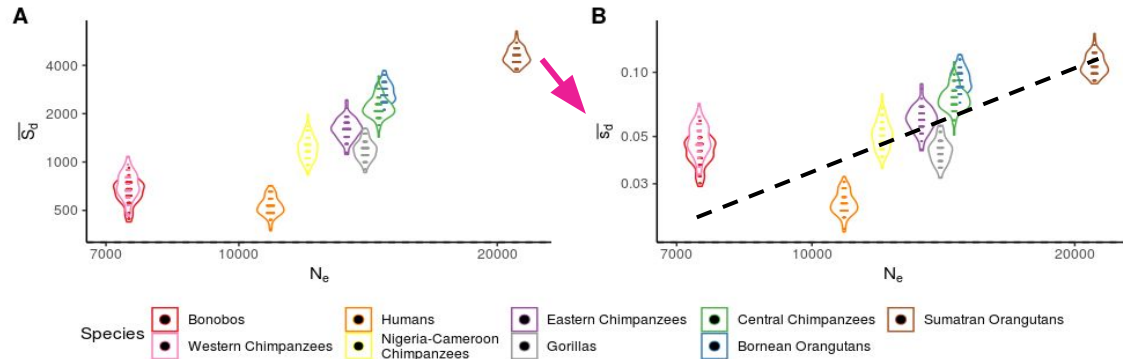 A
B
4000
2000
1000
500
S̅d
7000
10000
20000
Ne
0.10
0.05
0.03
s̅d
7000
10000
20000
Ne
Species
Bonobos
Humans
Eastern Chimpanzees
Central Chimpanzees
Sumatran Orangutans
Western Chimpanzees
Nigeria-Cameroon
Chimpanzees
Gorillas
Bornean Orangutans